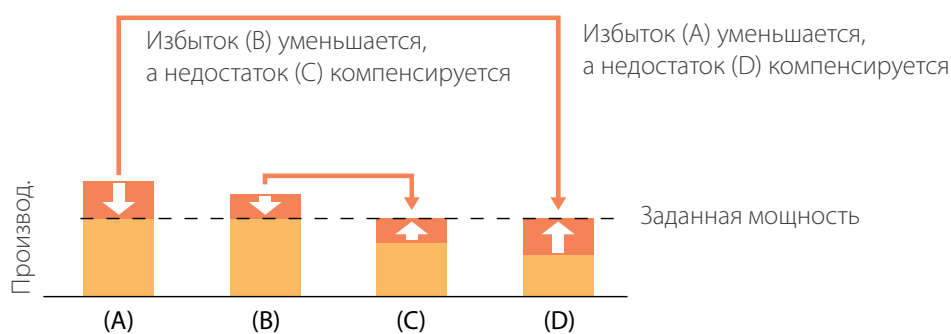 Избыток (B) уменьшается,
а недостаток (C) компенсируется
Избыток (A) уменьшается,
а недостаток (D) компенсируется
Производ.
Заданная мощность
(A)
(B)
(C)
(D)